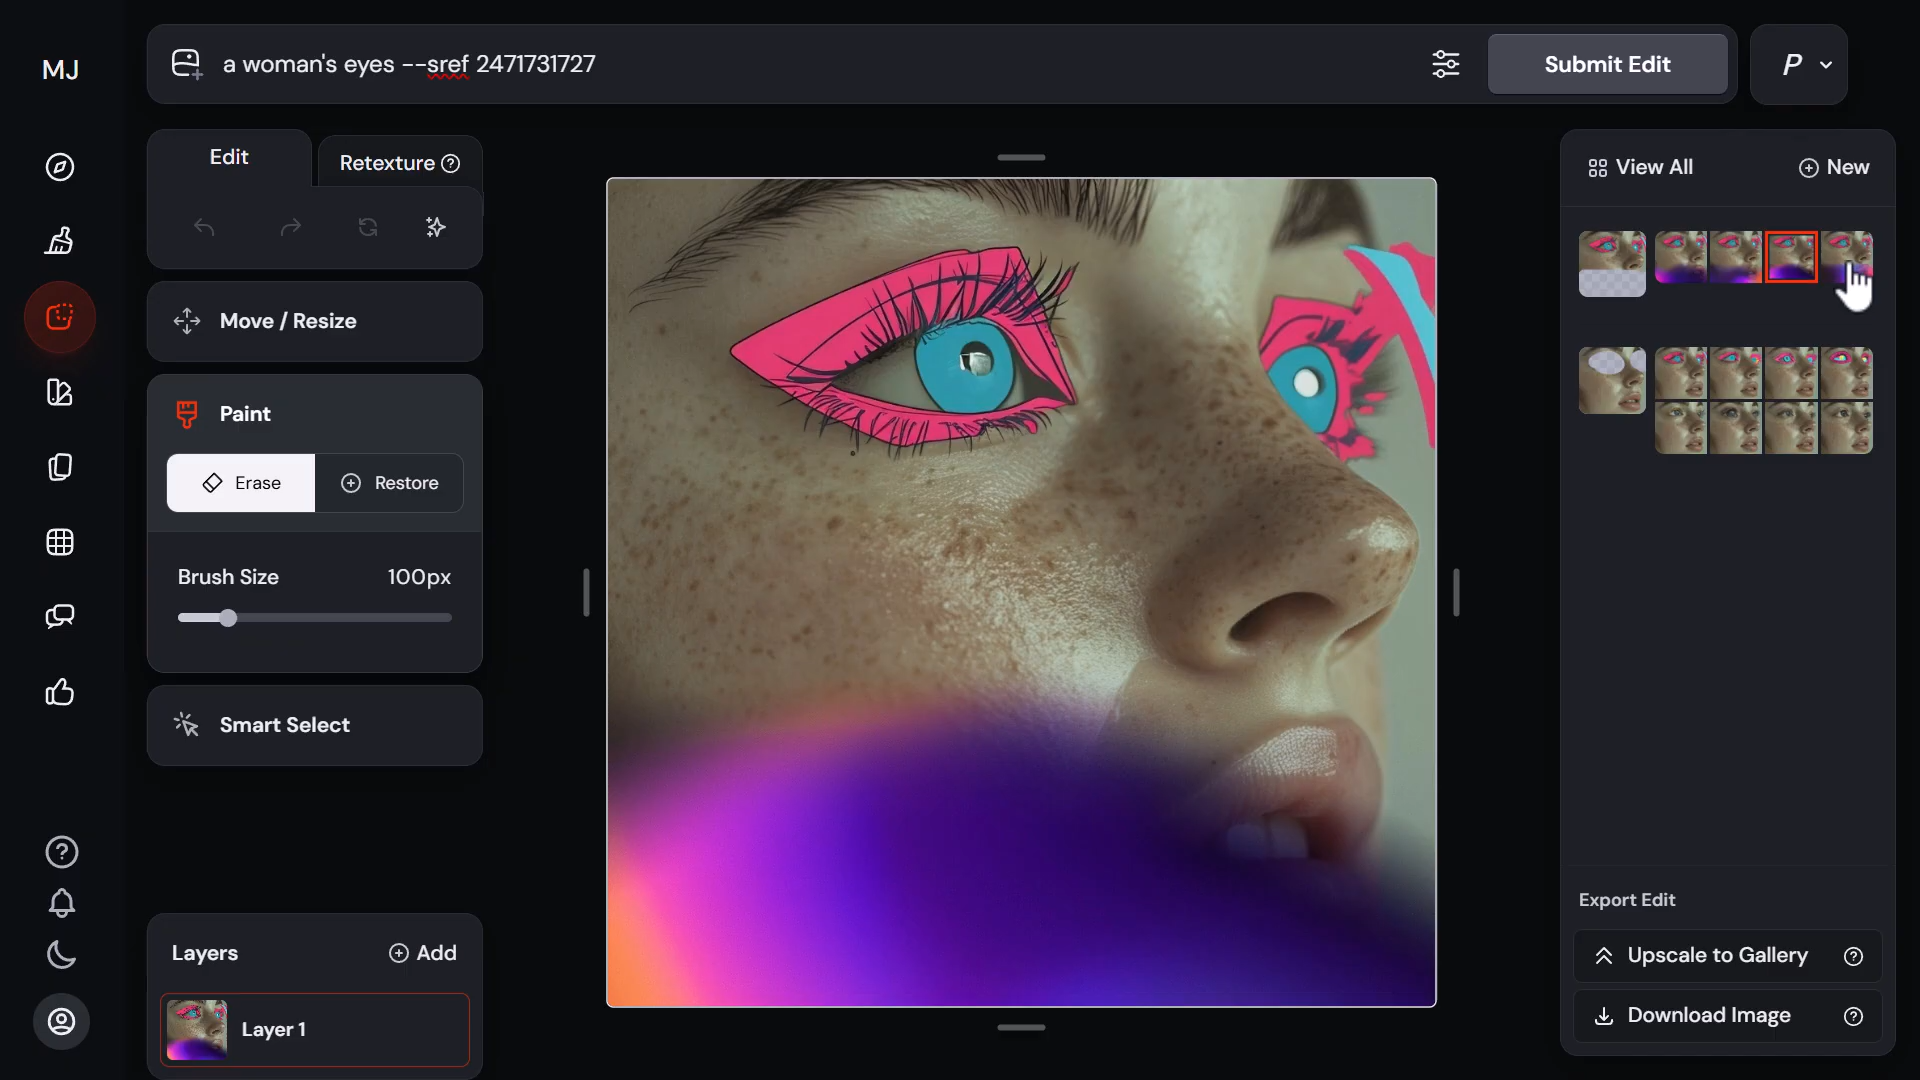 MJ
a woman's eyes --sref 2471731727
Submit Edit
P
Edit
Retexture
Move / Resize
Paint
Erase
Restore
Brush Size
100px
Smart Select
Layers
Add
Layer 1
View All
New
Export Edit
Upscale to Gallery
Download Image